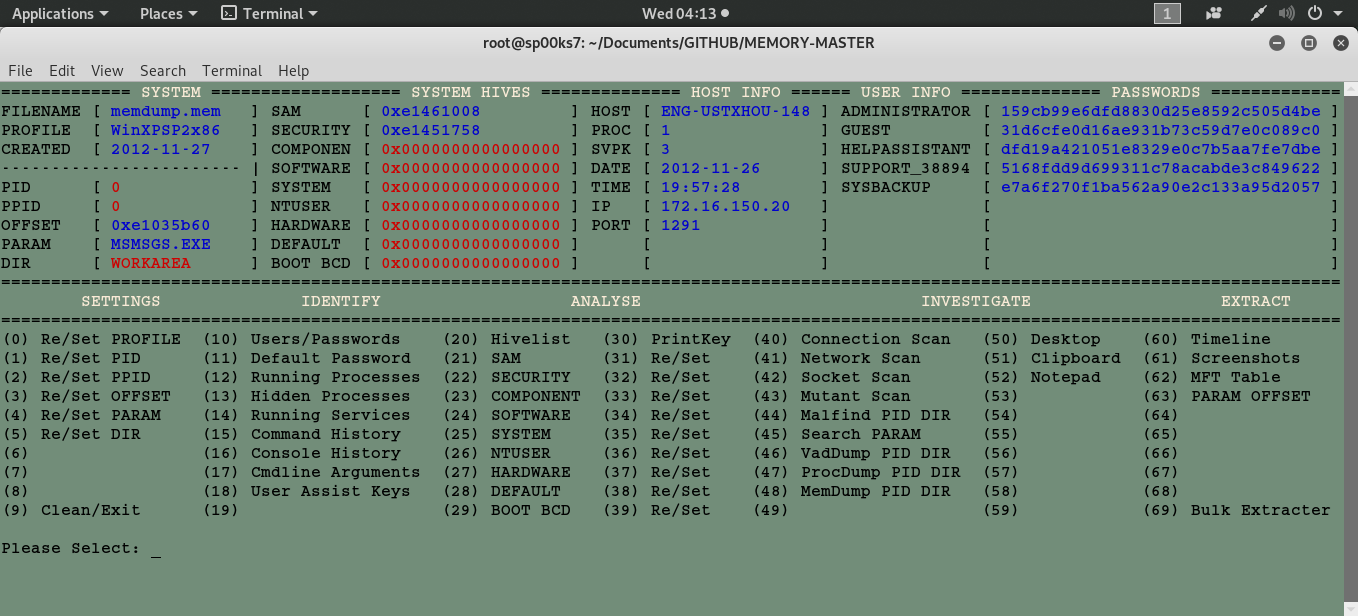 Applications Places Terminal Wed 04:13 1
root@sp00ks7: ~/Documents/GITHUB/MEMORY-MASTER
File Edit View Search Terminal Help
============= SYSTEM =================== SYSTEM HIVES ============== HOST INFO ====== USER INFO ============== PASSWORDS =============
FILENAME [ memdump.mem ] SAM [ 0xe1461008 ] HOST [ ENG-USTXHOU-148 ] ADMINISTRATOR [ 159cb99e6dfd8830d25e8592c505d4be ]
PROFILE [ WinXPSP2x86 ] SECURITY [ 0xe1451758 ] PROC [ 1 ] GUEST [ 31d6cfe0d16ae931b73c59d7e0c089c0 ]
CREATED [ 2012-11-27 ] COMPONEN [ 0x0000000000000000 ] SVPK [ 3 ] HELPASSISTANT [ dfd19a421051e8329e0c7b5aa7fe7dbe ]
------------------------ | SOFTWARE [ 0x0000000000000000 ] DATE [ 2012-11-26 ] SUPPORT_38894 [ 5168fdd9d699311c78acabde3c849622 ]
PID [ 0 ] SYSTEM [ 0x0000000000000000 ] TIME [ 19:57:28 ] SYSBACKUP [ e7a6f270f1ba562a90e2c133a95d2057 ]
PPID [ 0 ] NTUSER [ 0x0000000000000000 ] IP [ 172.16.150.20 ] [ ]
OFFSET [ 0xe1035b60 ] HARDWARE [ 0x0000000000000000 ] PORT [ 1291 ] [ ]
PARAM [ MSMSGS.EXE ] DEFAULT [ 0x0000000000000000 ] [ ] [ ]
DIR [ WORKAREA ] BOOT BCD [ 0x0000000000000000 ] [ ] [ ]
======================================================================================================================================
SETTINGS IDENTIFY ANALYSE INVESTIGATE EXTRACT
======================================================================================================================================
(0) Re/Set PROFILE (10) Users/Passwords (20) Hivelist (30) PrintKey (40) Connection Scan (50) Desktop (60) Timeline
(1) Re/Set PID (11) Default Password (21) SAM (31) Re/Set (41) Network Scan (51) Clipboard (61) Screenshots
(2) Re/Set PPID (12) Running Processes (22) SECURITY (32) Re/Set (42) Socket Scan (52) Notepad (62) MFT Table
(3) Re/Set OFFSET (13) Hidden Processes (23) COMPONENT (33) Re/Set (43) Mutant Scan (53) (63) PARAM OFFSET
(4) Re/Set PARAM (14) Running Services (24) SOFTWARE (34) Re/Set (44) Malfind PID DIR (54) (64)
(5) Re/Set DIR (15) Command History (25) SYSTEM (35) Re/Set (45) Search PARAM (55) (65)
(6) (16) Console History (26) NTUSER (36) Re/Set (46) VadDump PID DIR (56) (66)
(7) (17) Cmdline Arguments (27) HARDWARE (37) Re/Set (47) ProcDump PID DIR (57) (67)
(8) (18) User Assist Keys (28) DEFAULT (38) Re/Set (48) MemDump PID DIR (58) (68)
(9) Clean/Exit (19) (29) BOOT BCD (39) Re/Set (49) (59) (69) Bulk Extracter
Please Select: _